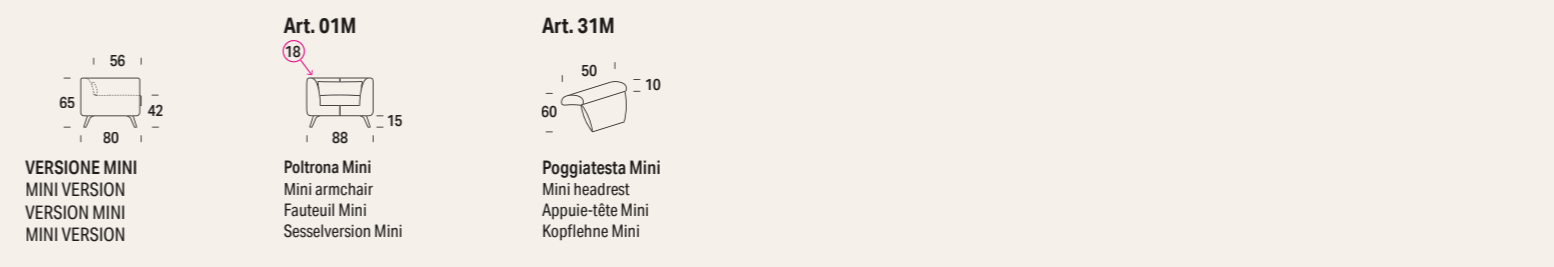 56
65
42
80
VERSIONE MINI
MINI VERSION
VERSION MINI
MINI VERSION
Art. 01M
18
15
88
Poltrona Mini
Mini armchair
Fauteuil Mini
Sesselversion Mini
Art. 31M
50
10
60
Poggiatesta Mini
Mini headrest
Appuie-tête Mini
Kopflehne Mini